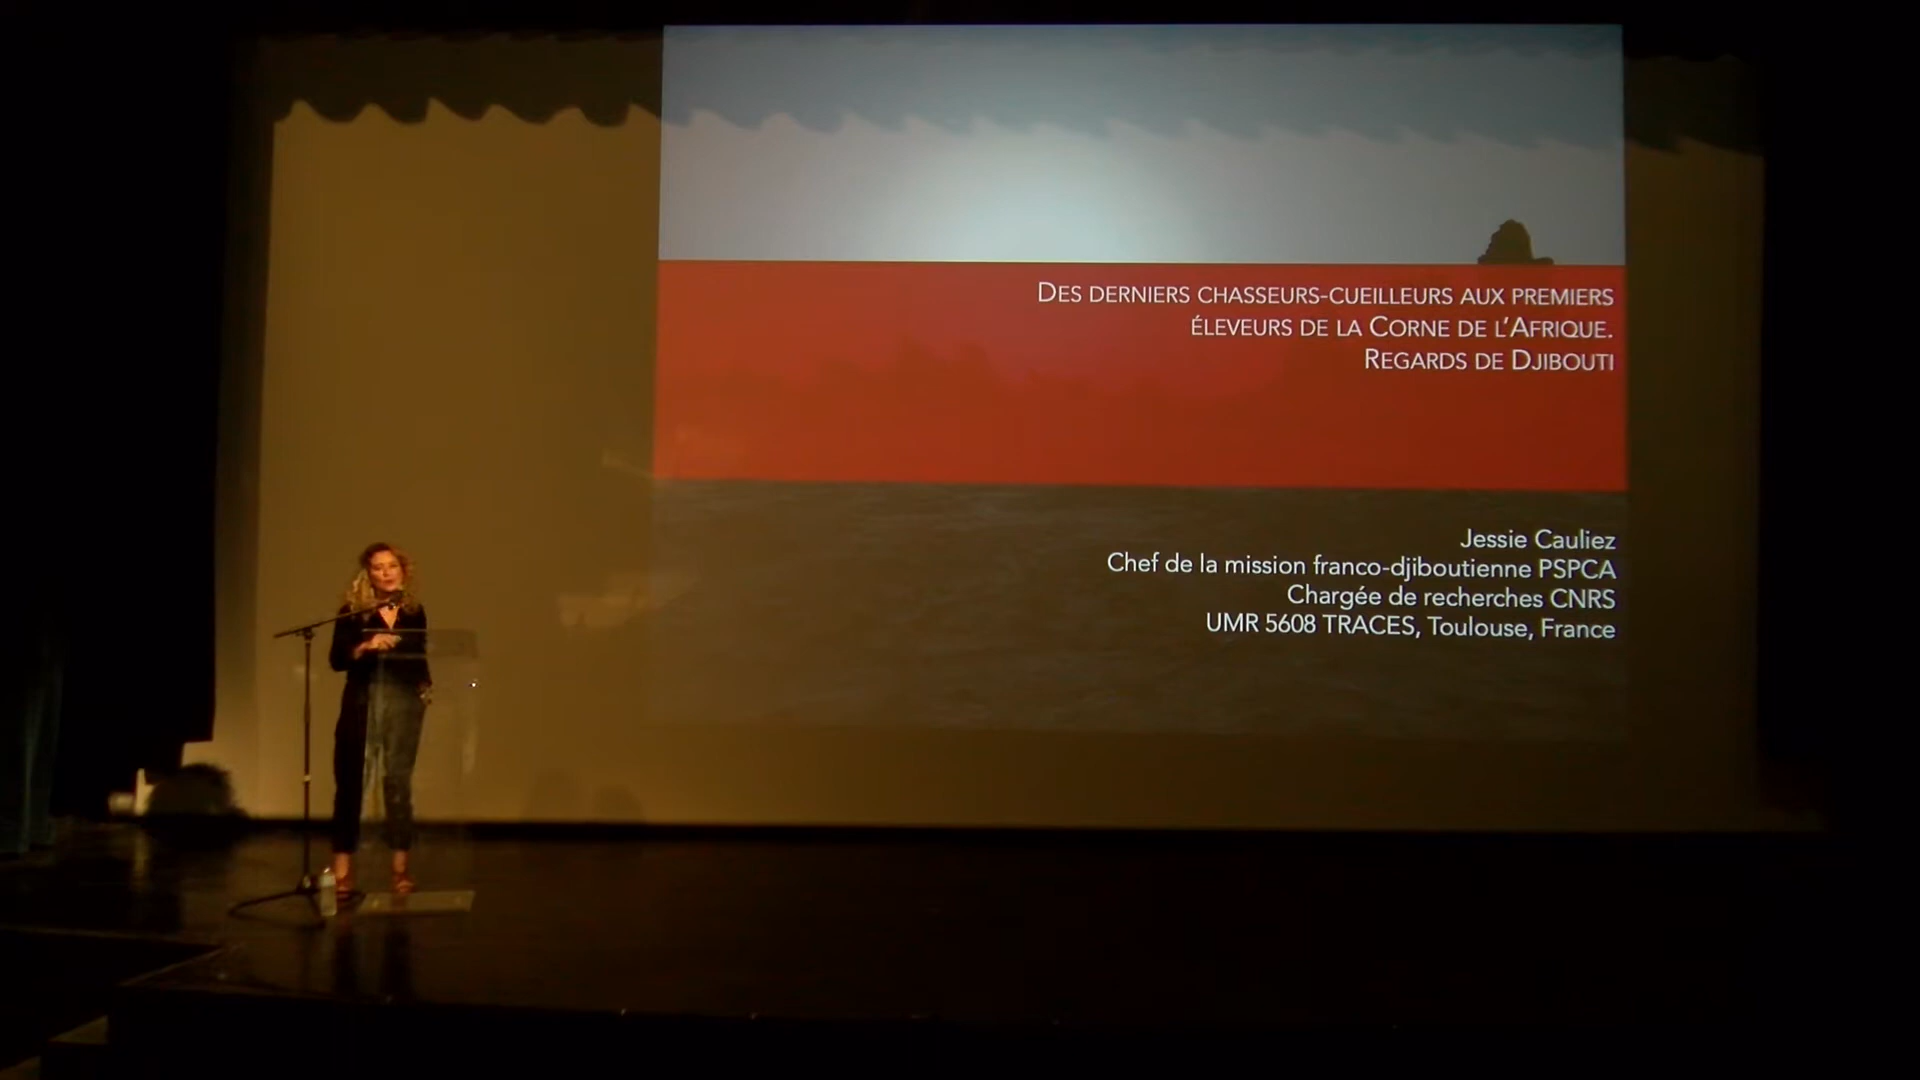 Des derniers chasseurs-cueilleurs aux premiers
éleveurs de la Corne de l'Afrique.
Regards de Djibouti
Jessie Cauliez
Chef de la mission franco-djiboutienne PSPCA
Chargée de recherches CNRS
UMR 5608 TRACES, Toulouse, France